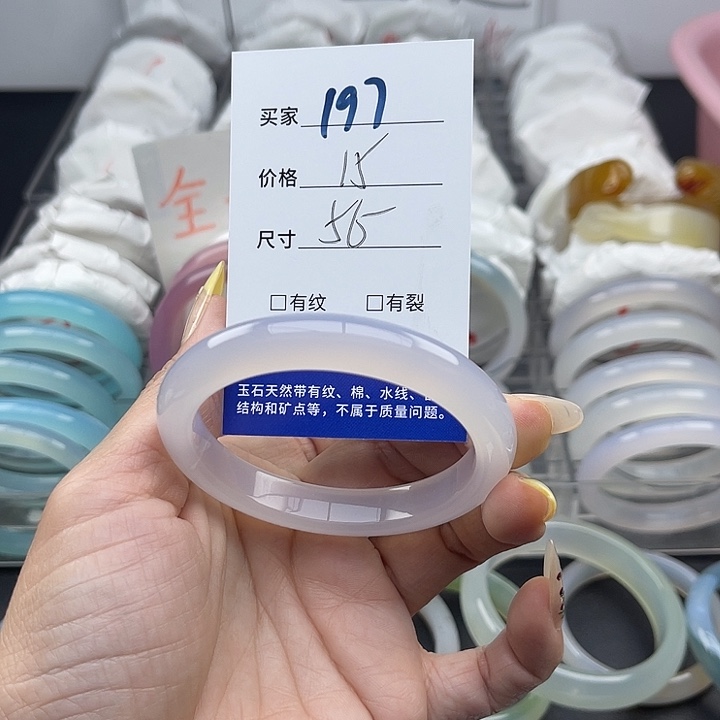 买家 197
价格 15
尺寸 56
全
□有纹 □有裂
玉石天然带有纹、棉、水线、
结构和矿点等，不属于质量问题。